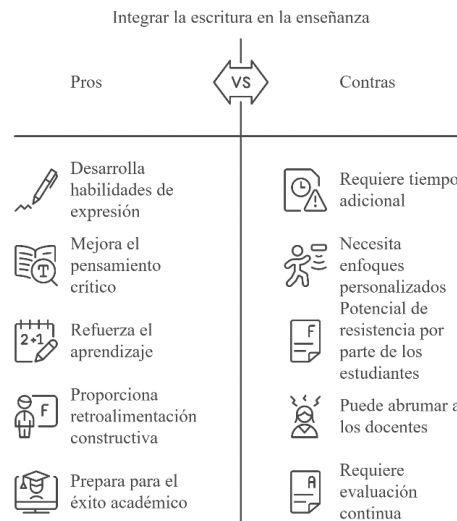 Integrar la escritura en la enseñanza
Pros
VS
Contras
Desarrolla
habilidades de
expresión
Mejora el
pensamiento
crítico
T
2+1
Refuerza el
aprendizaje
F
Proporciona
retroalimentación
constructiva
Prepara para el
éxito académico
Requiere tiempo
adicional
Necesita
enfoques
personalizados
F
Potencial de
resistencia por
parte de los
estudiantes
Puede abrumar a
los docentes
A
Requiere
evaluación
continua